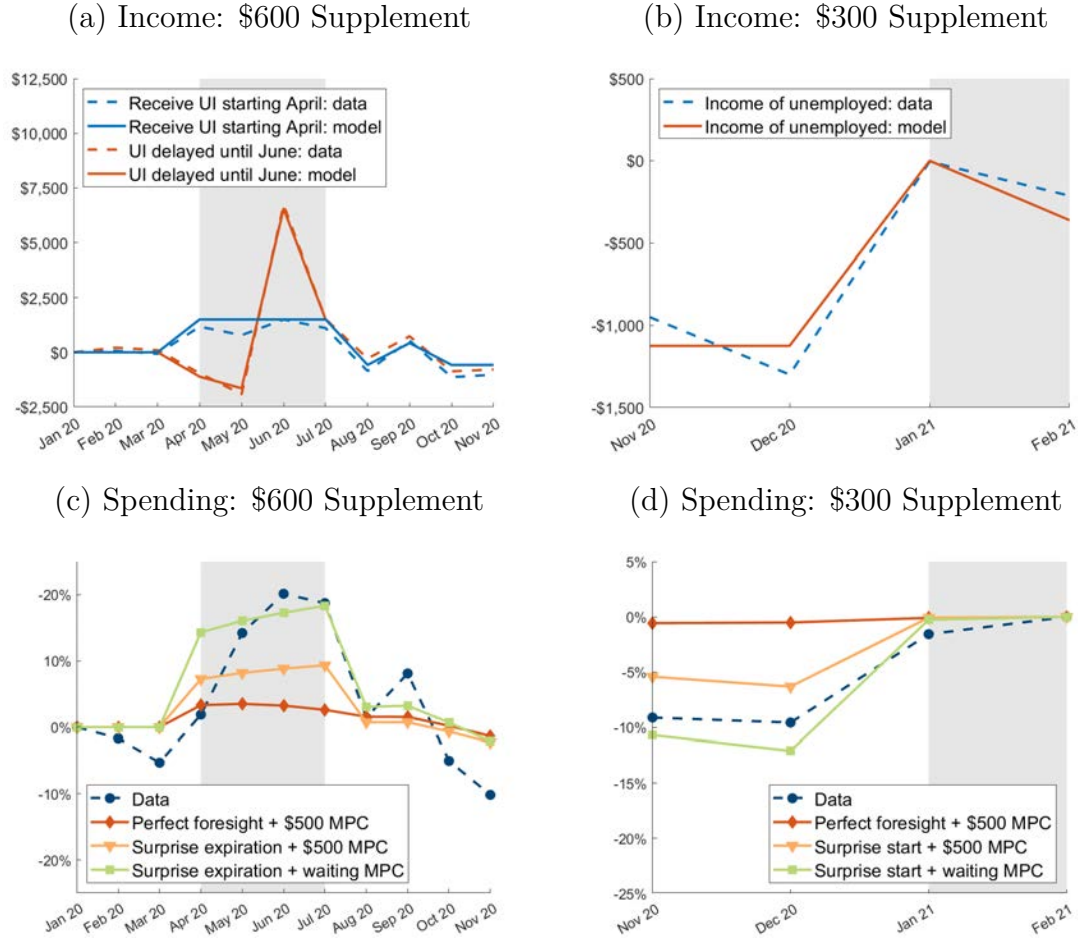 (a) Income: $600 Supplement
$12,500
$10,000
$7,500
$5,000
$2,500
$0
-$2,500
Receive UI starting April: data
Receive UI starting April: model
UI delayed until June: data
UI delayed until June: model
Jan 20
Feb 20
Mar 20
Apr 20
May 20
Jun 20
Jul 20
Aug 20
Sep 20
Oct 20
Nov 20
(b) Income: $300 Supplement
$500
$0
-$500
-$1,000
-$1,500
Income of unemployed: data
Income of unemployed: model
Nov 20
Dec 20
Jan 21
Feb 21
(c) Spending: $600 Supplement
-20%
10%
0%
-10%
-20%
Data
Perfect foresight + $500 MPC
Surprise expiration + $500 MPC
Surprise expiration + waiting MPC
Jan 20
Feb 20
Mar 20
Apr 20
May 20
Jun 20
Jul 20
Aug 20
Sep 20
Oct 20
Nov 20
(d) Spending: $300 Supplement
5%
0%
-5%
-10%
-15%
-20%
-25%
Data
Perfect foresight + $500 MPC
Surprise start + $500 MPC
Surprise start + waiting MPC
Nov 20
Dec 20
Jan 21
Feb 21